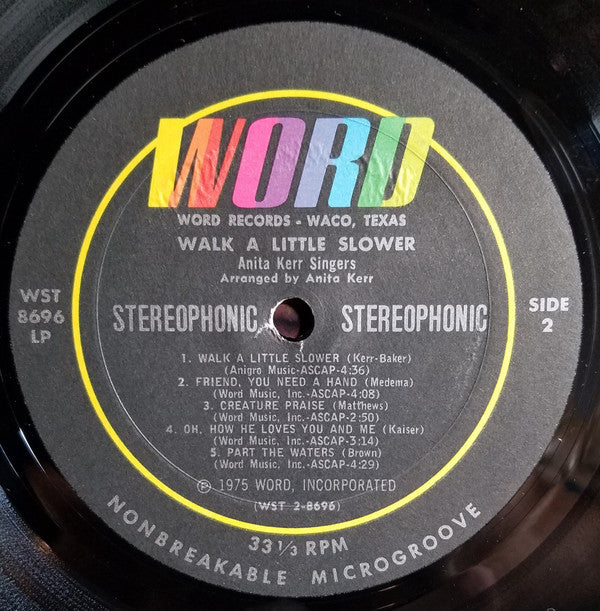 WORD
WORD RECORDS - WACO, TEXAS
WALK A LITTLE SLOWER
Anita Kerr Singers
Arranged by Anita Kerr
WST
8696
LP
STEREOPHONIC STEREOPHONIC
SIDE
2
1. WALK A LITTLE SLOWER (Kerr-Baker)
(Anigro Music-ASCAP-4:36)
2. FRIEND, YOU NEED A HAND (Medema)
(Word Music, Inc.-ASCAP-4:08)
3. CREATURE PRAISE (Matthews)
(Word Music, Inc.-ASCAP-2:50)
4. OH, HOW HE LOVES YOU AND ME (Kaiser)
(Word Music, Inc.-ASCAP-3:14)
5. PART THE WATERS (Brown)
(Word Music, Inc.-ASCAP-4:29)
℗ 1975 WORD, INCORPORATED
(WST 2-8696)
33 1/3 RPM
NONBREAKABLE MICROGROOVE